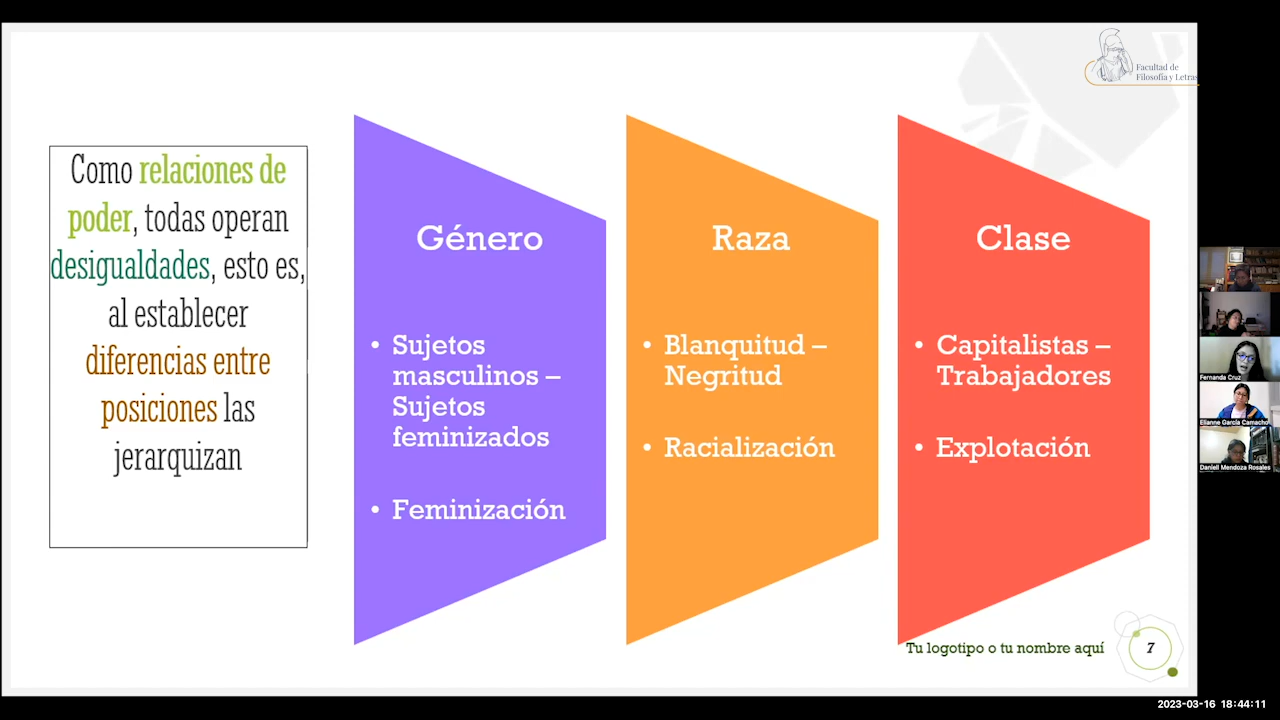 Facultad de
Filosofía y Letras
Como relaciones de
poder, todas operan
desigualdades, esto es,
al establecer
diferencias entre
posiciones las
jerarquizan
Género
• Sujetos
masculinos –
Sujetos
feminizados
• Feminización
Raza
• Blanquitud –
Negritud
• Racialización
Clase
• Capitalistas –
Trabajadores
• Explotación
Tu logotipo o tu nombre aquí
7
Fernanda Cruz
Elianne García Camacho
Daniell Mendoza Rosales
2023-03-16 18:44:11